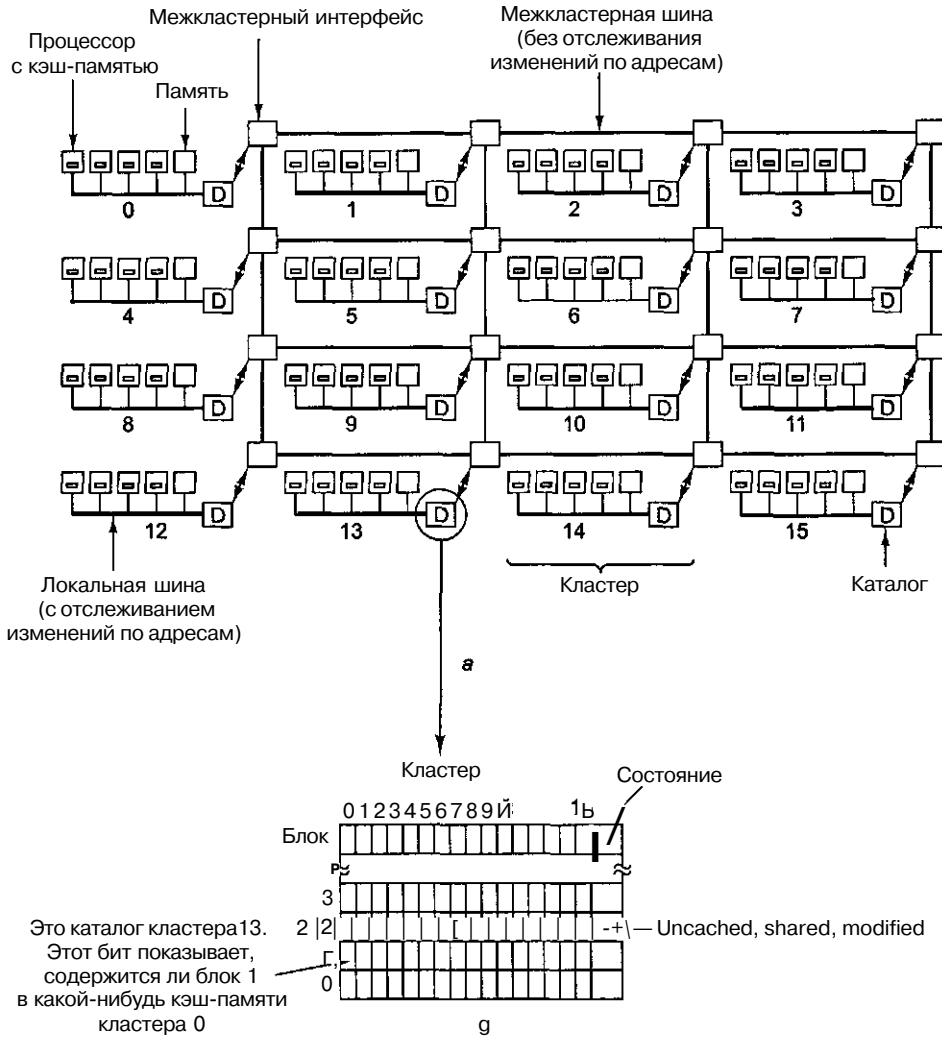 Межкластерный интерфейс
Межкластерная шина
(без отслеживания
изменений по адресам)
Процессор
с кэш-памятью
Память
D
0
D
1
D
2
D
3
D
4
D
5
D
6
D
7
D
8
D
9
D
10
D
11
D
12
D
13
D
14
D
15
Локальная шина
(с отслеживанием
изменений по адресам)
Кластер
Каталог
а
Кластер
Состояние
0123456789Й
1ь
Блок
3
2 |2|
-+\— Uncached, shared, modified
Это каталог кластера13.
Этот бит показывает,
содержится ли блок 1
в какой-нибудь кэш-памяти
кластера 0
Г,
0
g